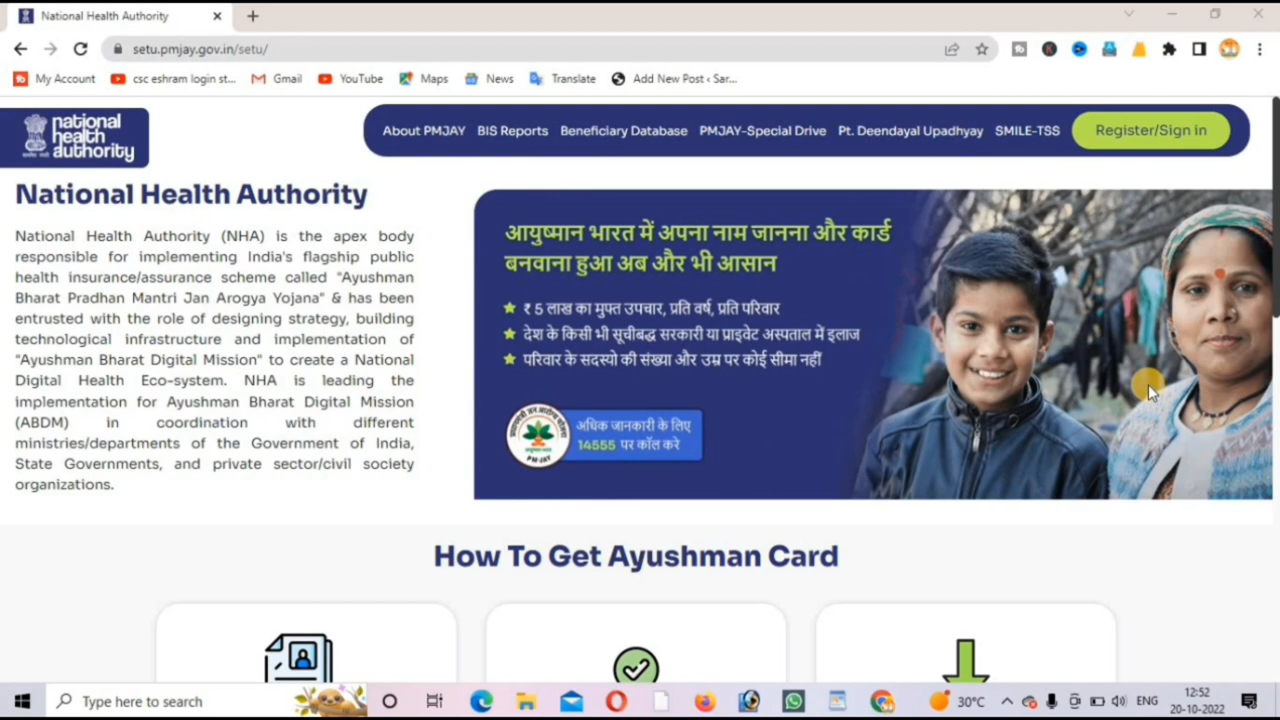 National Health Authority
setu.pmjay.gov.in/setu/
My Account
csc eshram login st...
Gmail
YouTube
Maps
News
Translate
Add New Post ‹ Sar...
national
health
authority
About PMJAY
BIS Reports
Beneficiary Database
PMJAY-Special Drive
Pt. Deendayal Upadhyay
SMILE-TSS
Register/Sign in
National Health Authority
National Health Authority (NHA) is the apex body
responsible for implementing India's flagship public
health insurance/assurance scheme called "Ayushman
Bharat Pradhan Mantri Jan Arogya Yojana" & has been
entrusted with the role of designing strategy, building
technological infrastructure and implementation of
"Ayushman Bharat Digital Mission" to create a National
Digital Health Eco-system. NHA is leading the
implementation for Ayushman Bharat Digital Mission
(ABDM) in coordination with different
ministries/departments of the Government of India,
State Governments, and private sector/civil society
organizations.
आयुष्मान भारत में अपना नाम जानना और कार्ड
बनवाना हुआ अब और भी आसान
₹ 5 लाख का मुफ्त उपचार, प्रति वर्ष, प्रति परिवार
देश के किसी भी सूचीबद्ध सरकारी या प्राइवेट अस्पताल में इलाज
परिवार के सदस्यो की संख्या और उम्र पर कोई सीमा नहीं
PM-JAY
अधिक जानकारी के लिए
14555 पर कॉल करे
How To Get Ayushman Card
Type here to search
30°C
ENG
12:52
20-10-2022